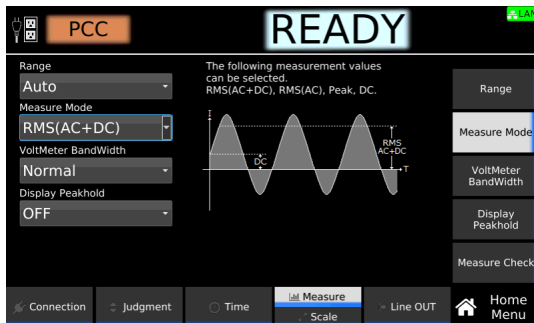 PCC
READY
LAN
Range
Auto
Measure Mode
RMS(AC+DC)
VoltMeter BandWidth
Normal
Display Peakhold
OFF
The following measurement values
can be selected.
RMS(AC+DC), RMS(AC), Peak, DC.
I
DC
RMS
AC+DC
T
Range
Measure Mode
VoltMeter
BandWidth
Display
Peakhold
Measure Check
Connection
Judgment
Time
Measure
Scale
Line OUT
Home
Menu